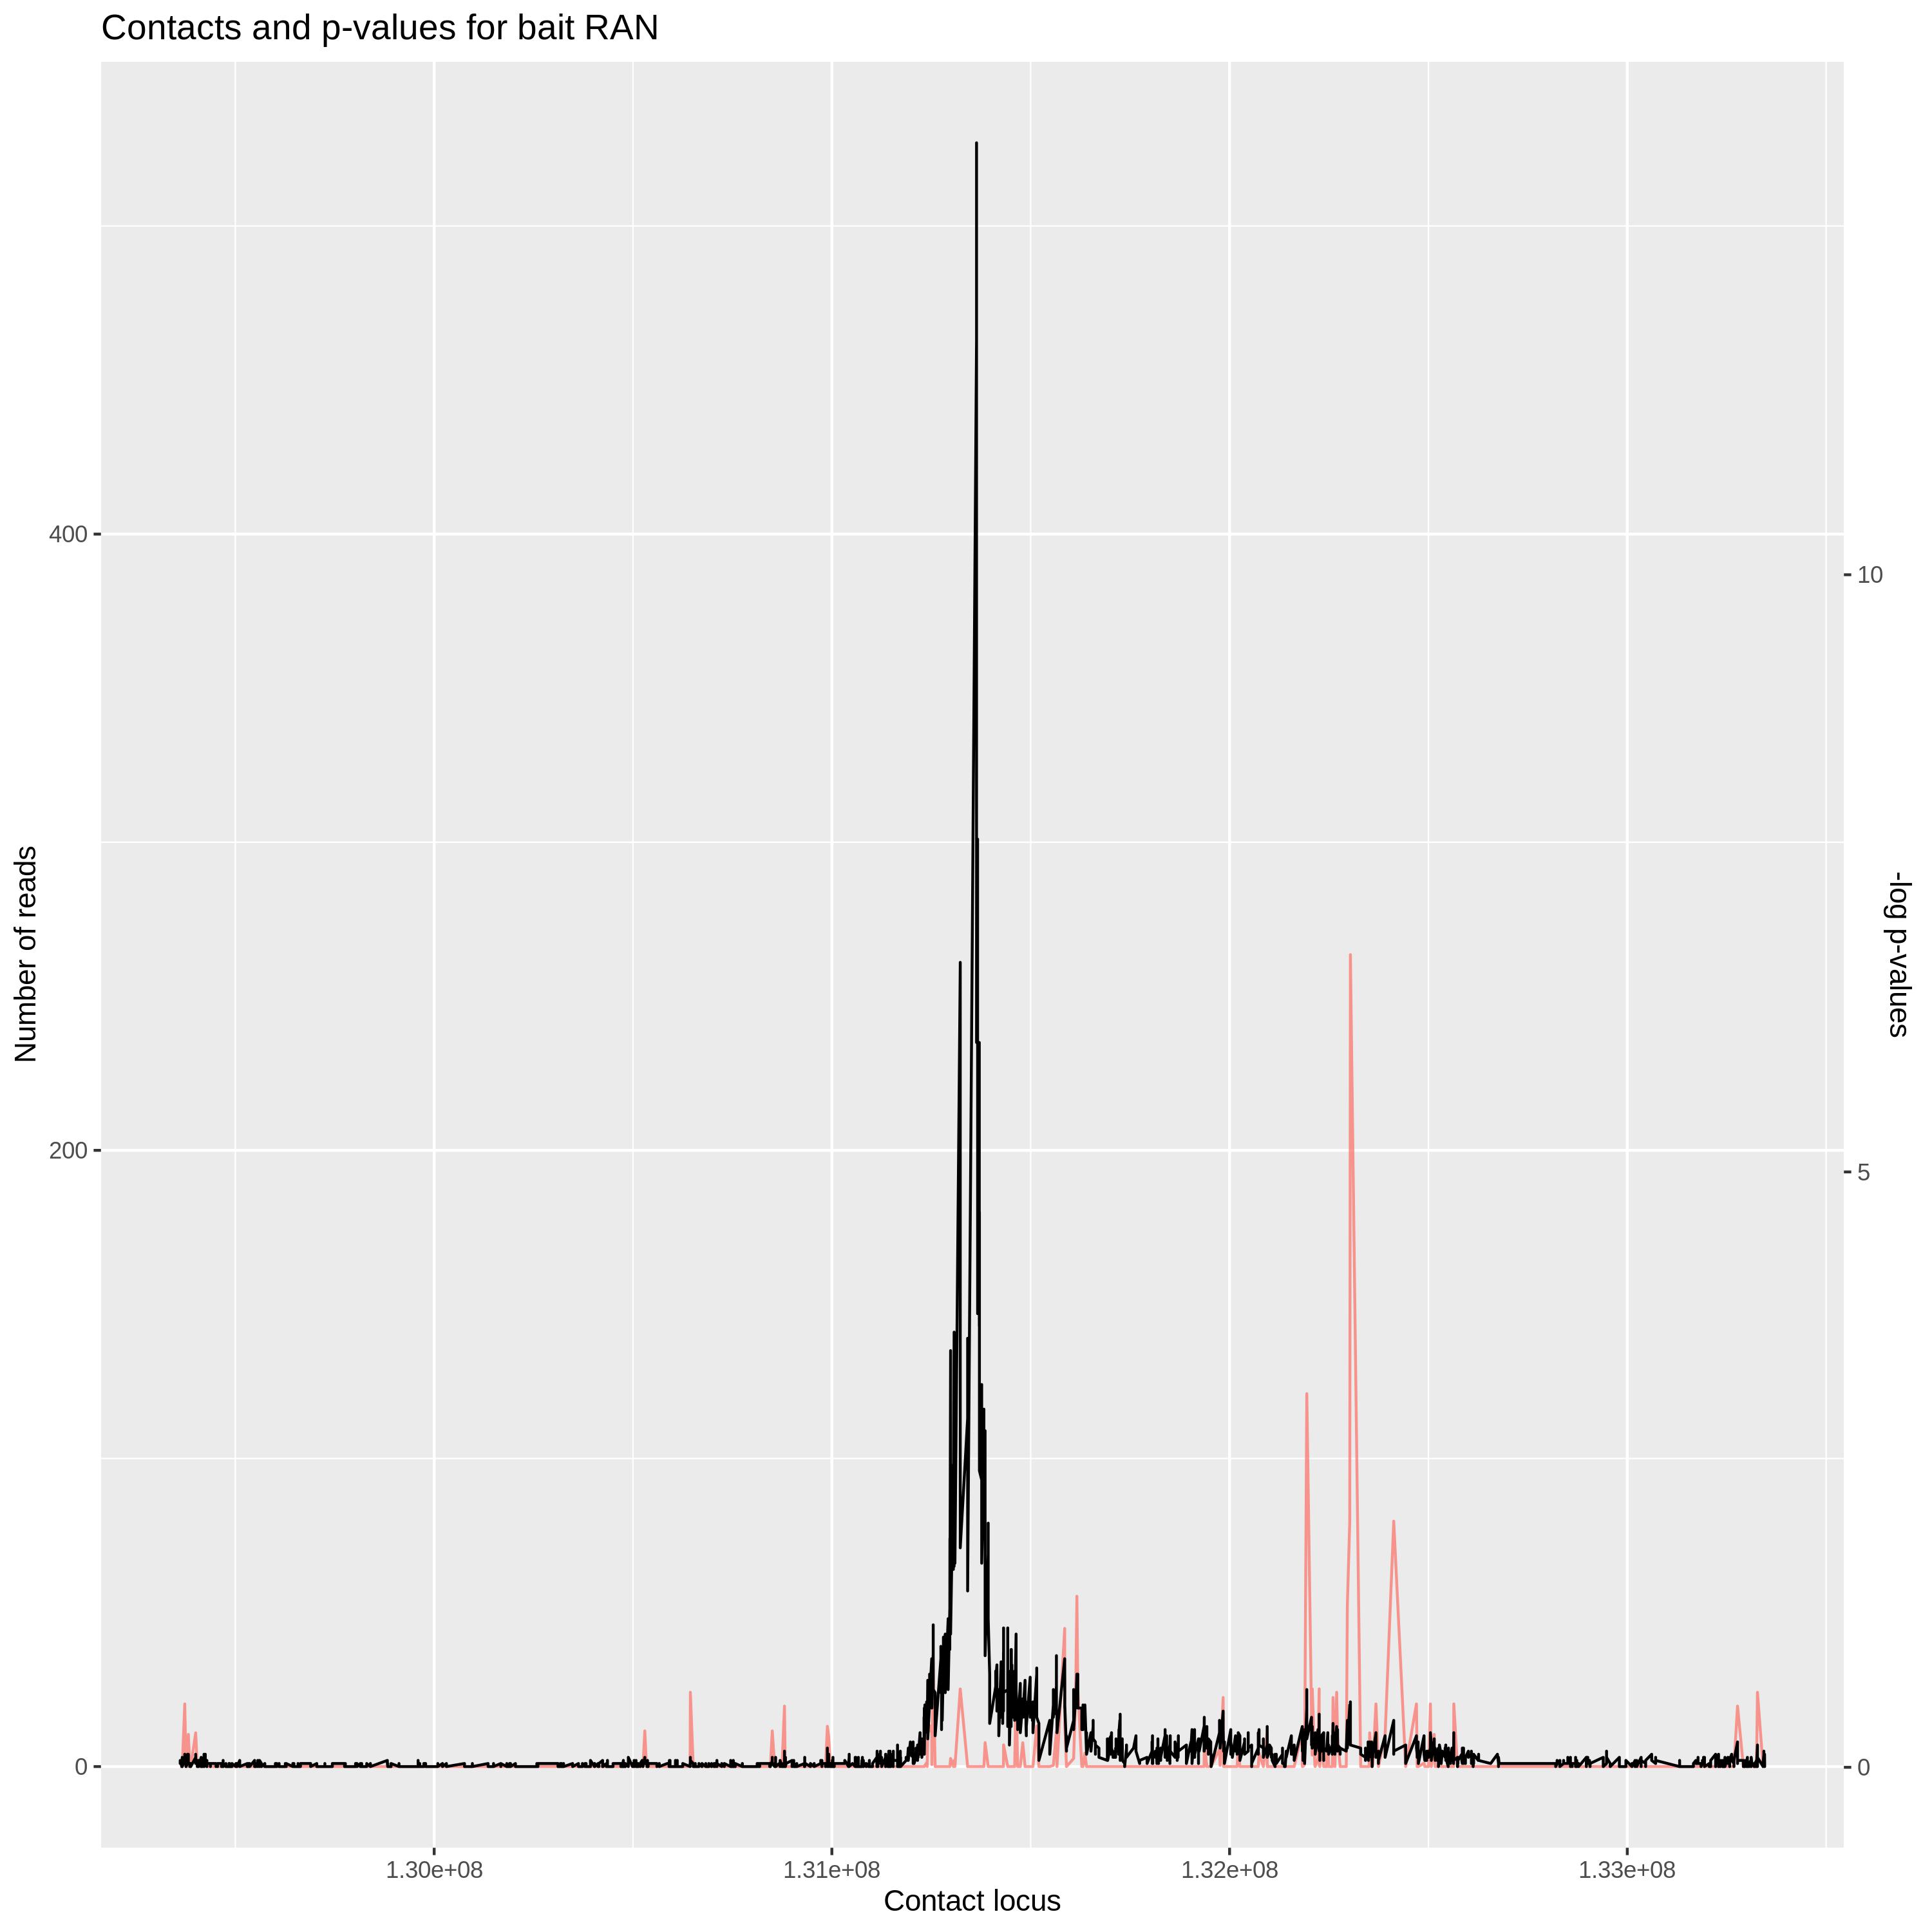 Contacts and p-values for bait RAN
400
200
0
Number of reads
10
5
0
-log p-values
1.30e+08 1.31e+08 1.32e+08 1.33e+08
Contact locus